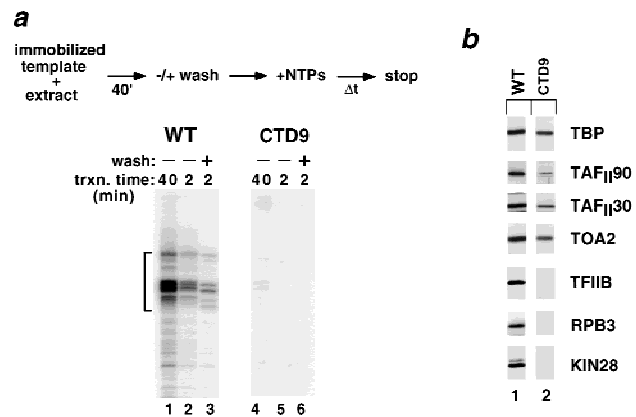 a
immobilized template + extract 40' -/+ wash +NTPs Δt stop
WT CTD9
wash: – – + – – +
trxn. time: 40 2 2 40 2 2
(min)
1 2 3 4 5 6
b
WT CTD9
TBP
TAFII90
TAFII30
TOA2
TFIIB
RPB3
KIN28
1 2